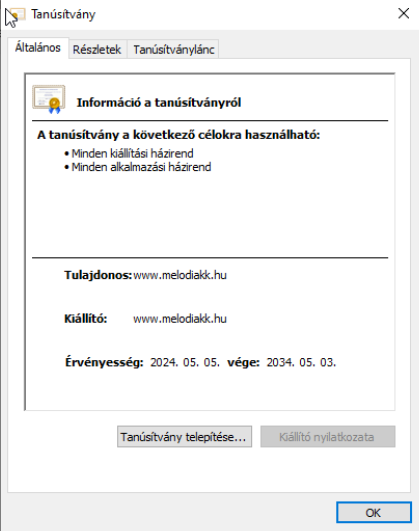 Tanúsítvány
Általános Részletek Tanúsítványlánc
Információ a tanúsítványról
A tanúsítvány a következő célokra használható:
• Minden kiállítási házirend
• Minden alkalmazási házirend
Tulajdonos: www.melodiakk.hu
Kiállító: www.melodiakk.hu
Érvényesség: 2024. 05. 05. vége: 2034. 05. 03.
Tanúsítvány telepítése... Kiállító nyilatkozata
OK